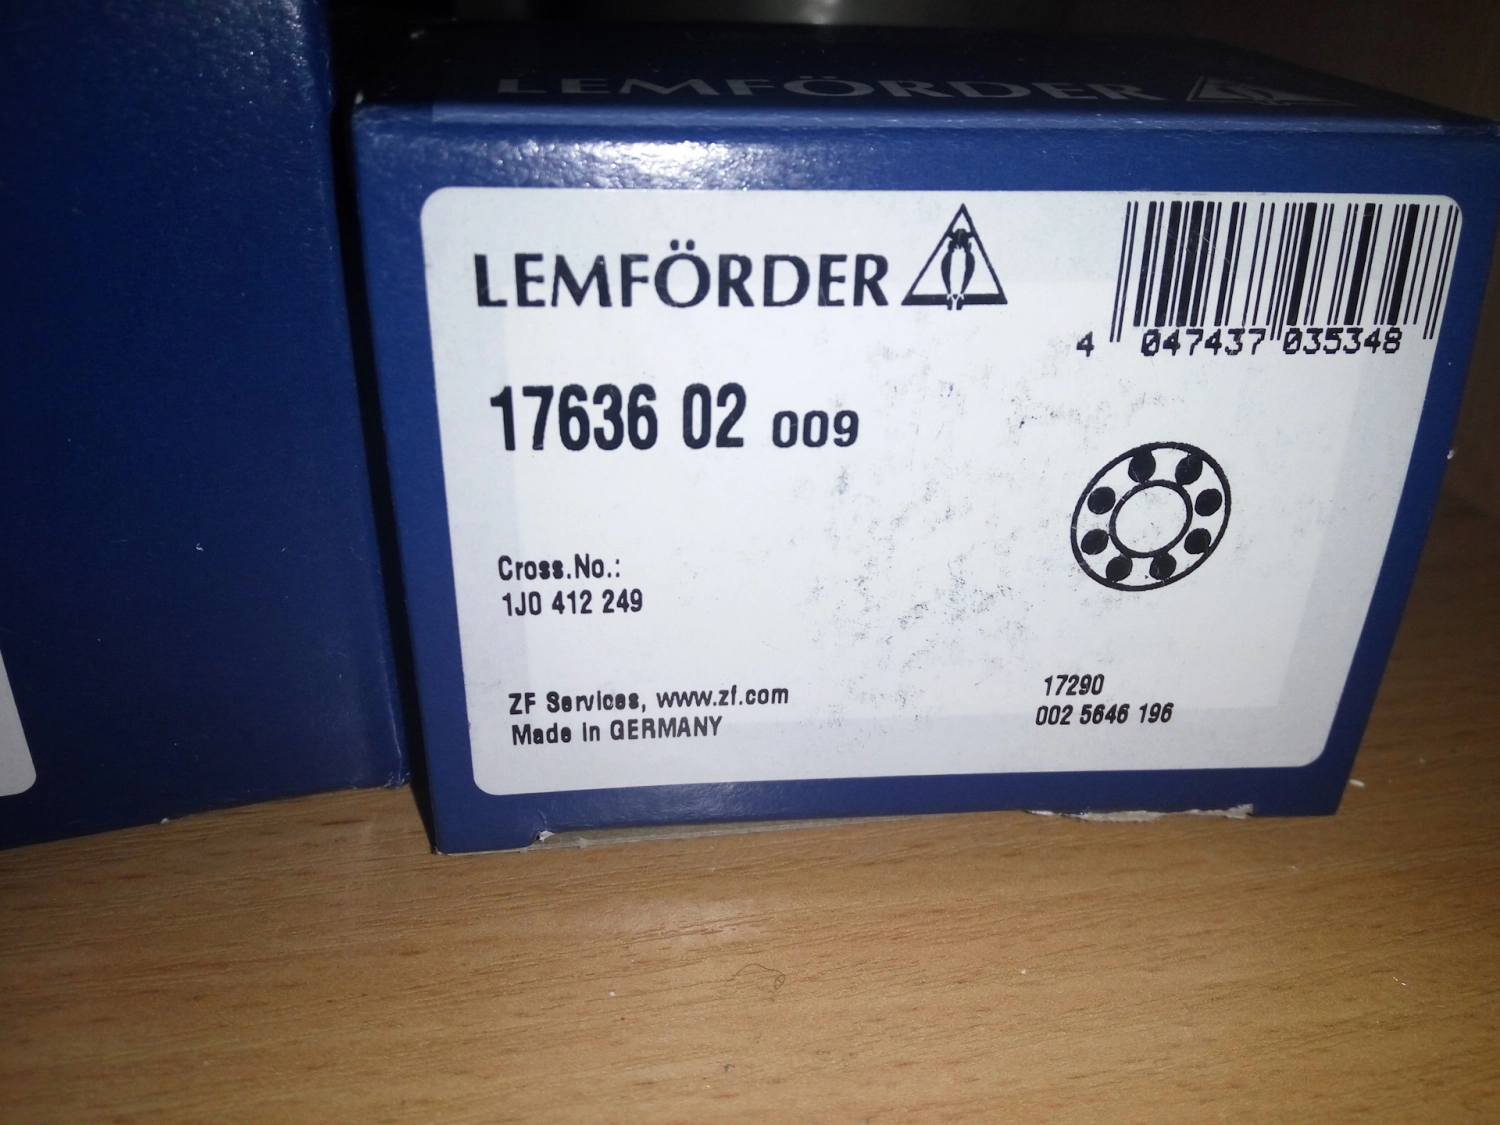 LEMFÖRDER
LEMFÖRDER
4 047437 035348
17636 02 009
Cross.No.:
1J0 412 249
ZF Services, www.zf.com
Made in GERMANY
17290
002 5646 196